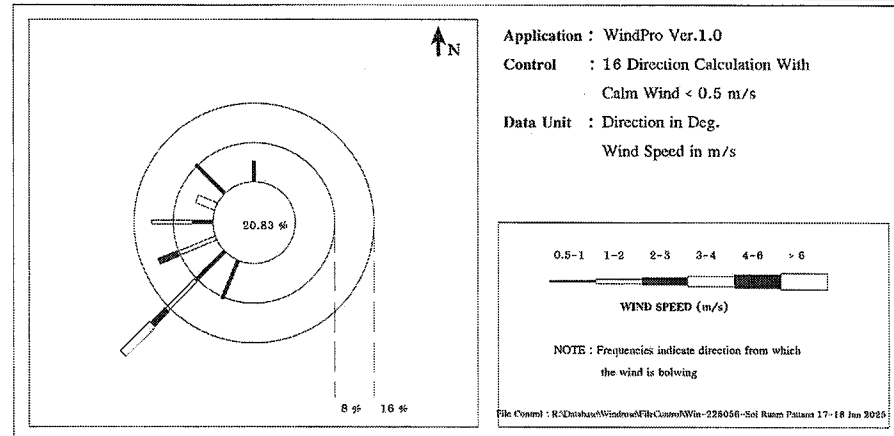 N
20.83 %
8 %
16 %
Application : WindPro Ver.1.0
Control : 16 Direction Calculation With
Calm Wind < 0.5 m/s
Data Unit : Direction in Deg.
Wind Speed in m/s
0.5-1 1-2 2-3 3-4 4-6 > 6
WIND SPEED (m/s)
NOTE : Frequencies indicate direction from which
the wind is bolwing
File Control : R:\Database\Windrose\FileControl\Win-226056-Soi Ruam Pattana 17-18 Jan 2025